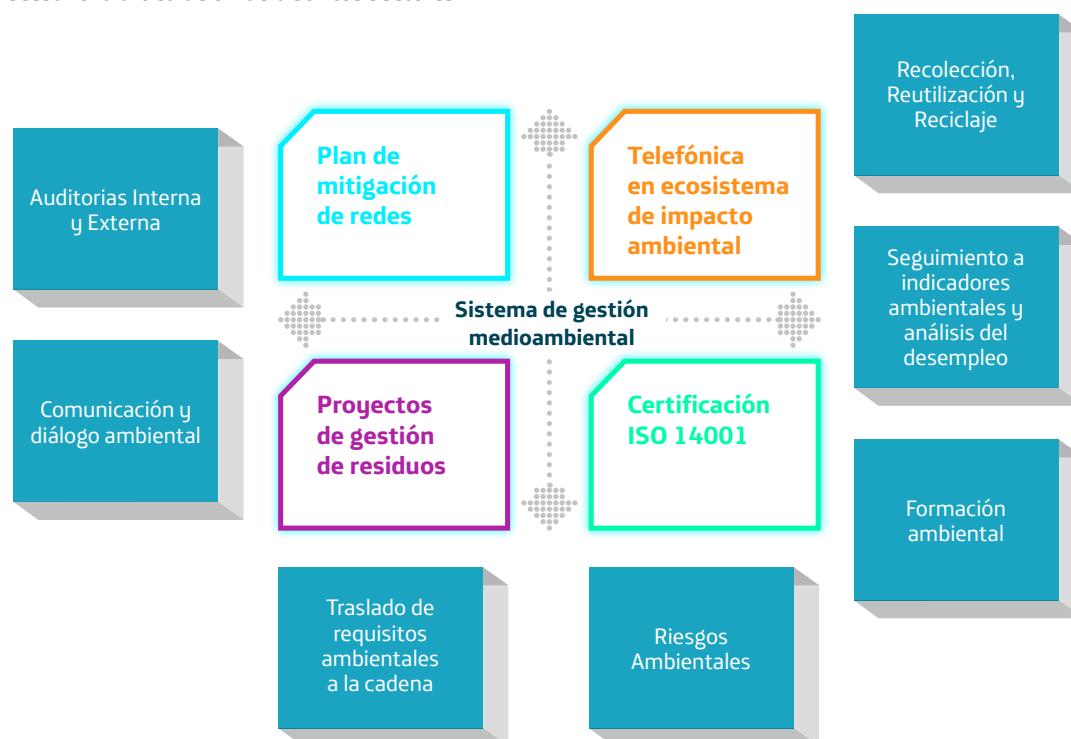 Recolección,
Reutilización y
Reciclaje
Auditorias Interna
y Externa
Plan de
mitigación
de redes
Telefónica
en ecosistema
de impacto
ambiental
Seguimiento a
indicadores
ambientales y
análisis del
desempleo
Sistema de gestión
medioambiental
Comunicación y
diálogo ambiental
Proyectos
de gestión
de residuos
Certificación
ISO 14001
Formación
ambiental
Traslado de
requisitos
ambientales
a la cadena
Riesgos
Ambientales